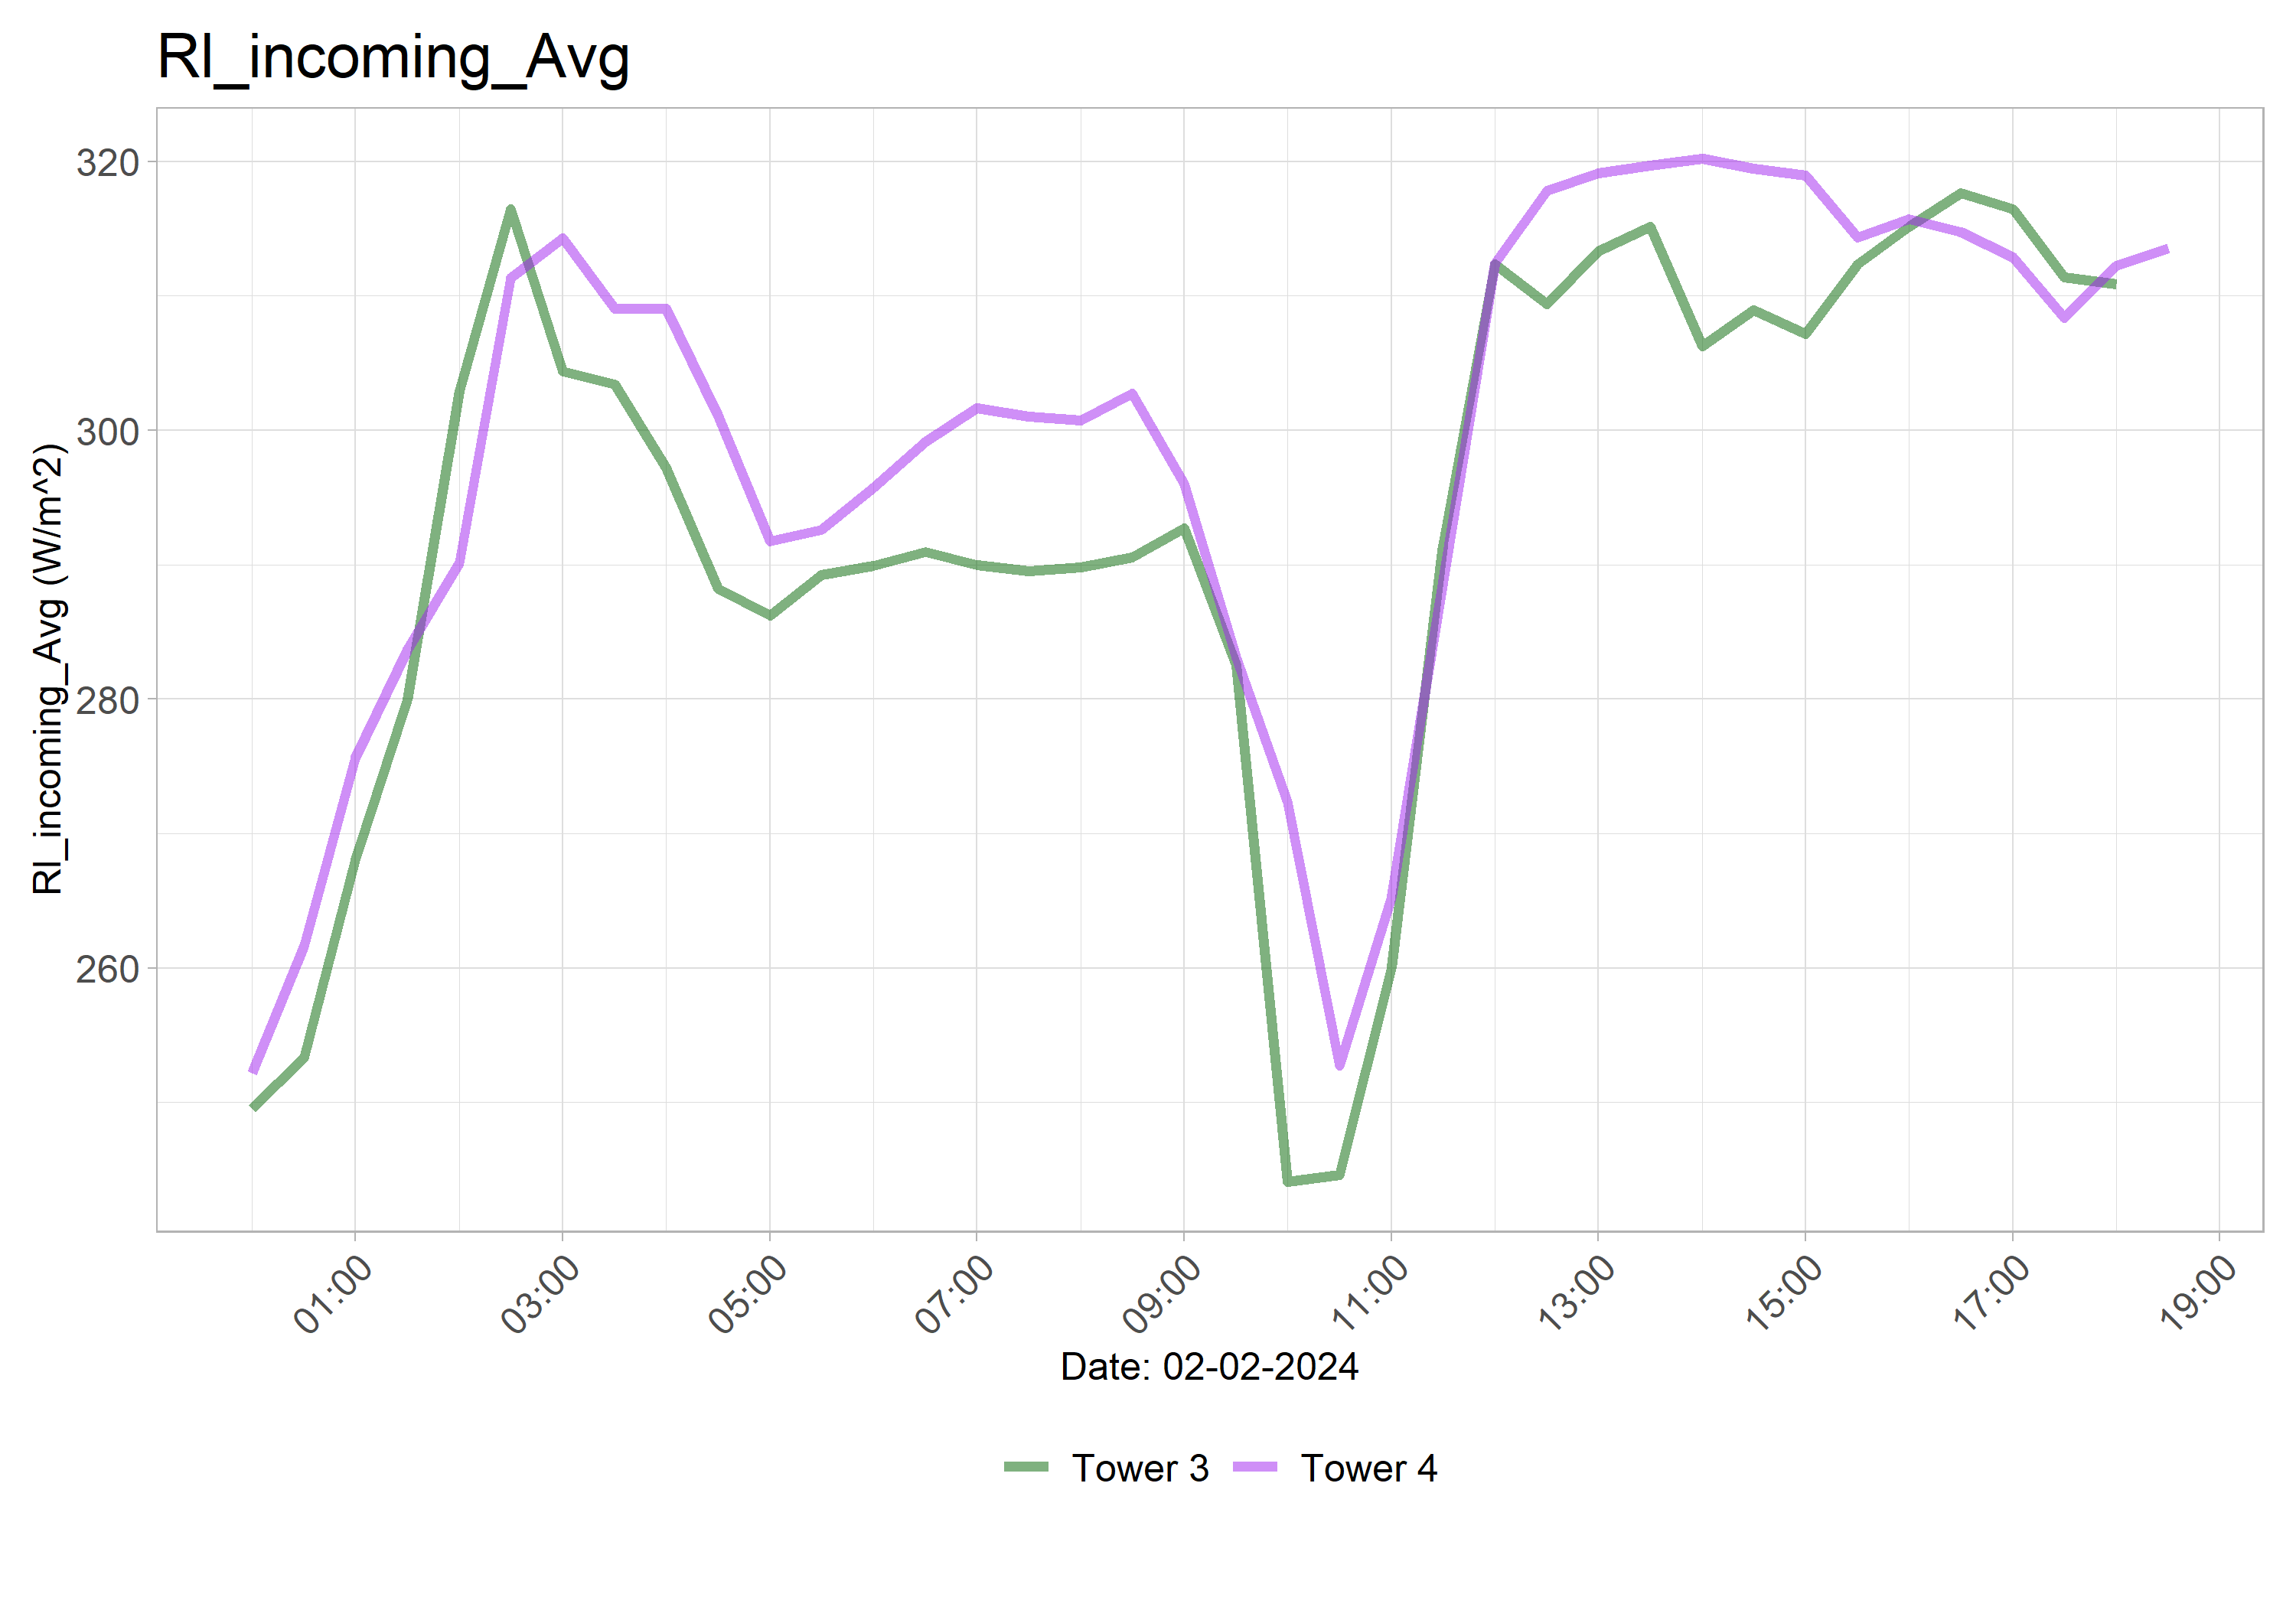 Rl_incoming_Avg
Rl_incoming_Avg (W/m^2)
320
300
280
260
01:00 03:00 05:00 07:00 09:00 11:00 13:00 15:00 17:00 19:00
Date: 02-02-2024
Tower 3 Tower 4